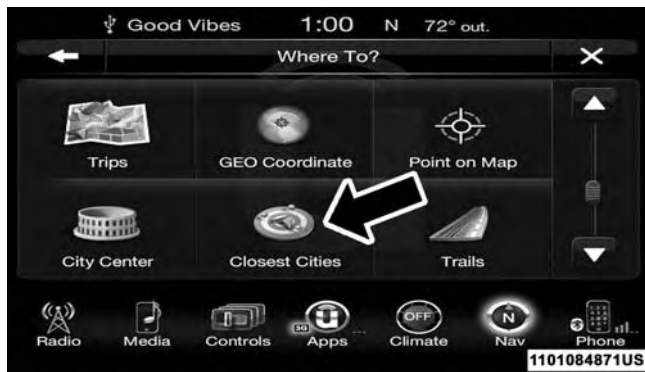 Good Vibes 1:00 N 72° out.
Where To?
Trips GEO Coordinate Point on Map
City Center Closest Cities Trails
OFF N
3G
Radio Media Controls Apps Climate Nav Phone
1101084871US